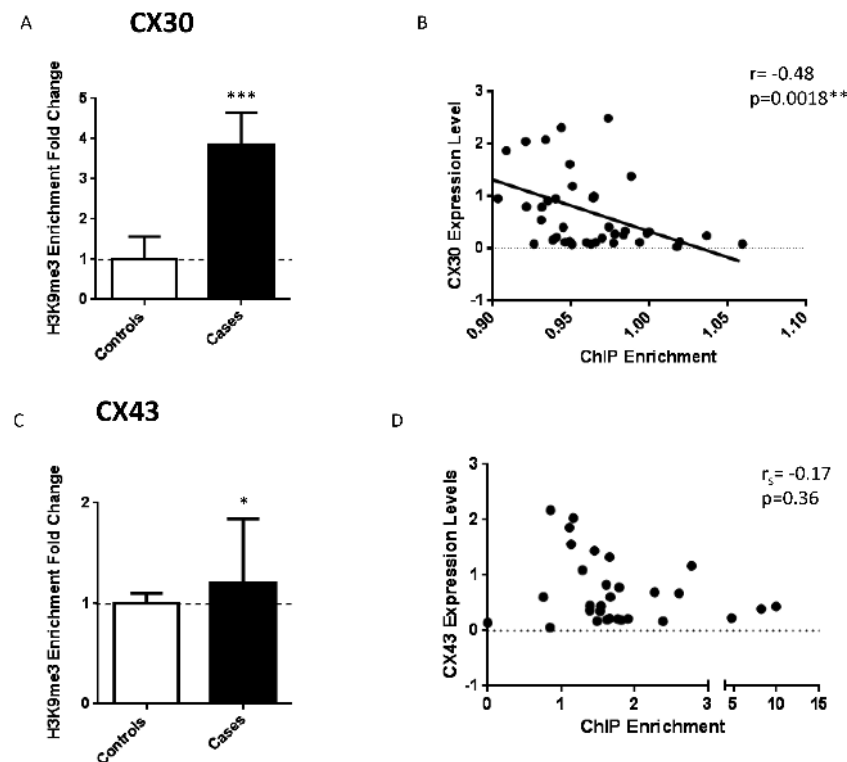 A
CX30
H3K9me3 Enrichment Fold Change
5
4
3
2
1
0
***
Controls
Cases
B
r= -0.48
p=0.0018**
CX30 Expression Level
3
2
1
0
-1
0.90
0.95
1.00
1.05
1.10
ChIP Enrichment
C
CX43
H3K9me3 Enrichment Fold Change
2
1
0
*
Controls
Cases
D
rs= -0.17
p=0.36
CX43 Expression Levels
3
2
1
0
-1
0
1
2
3
5
10
15
ChIP Enrichment